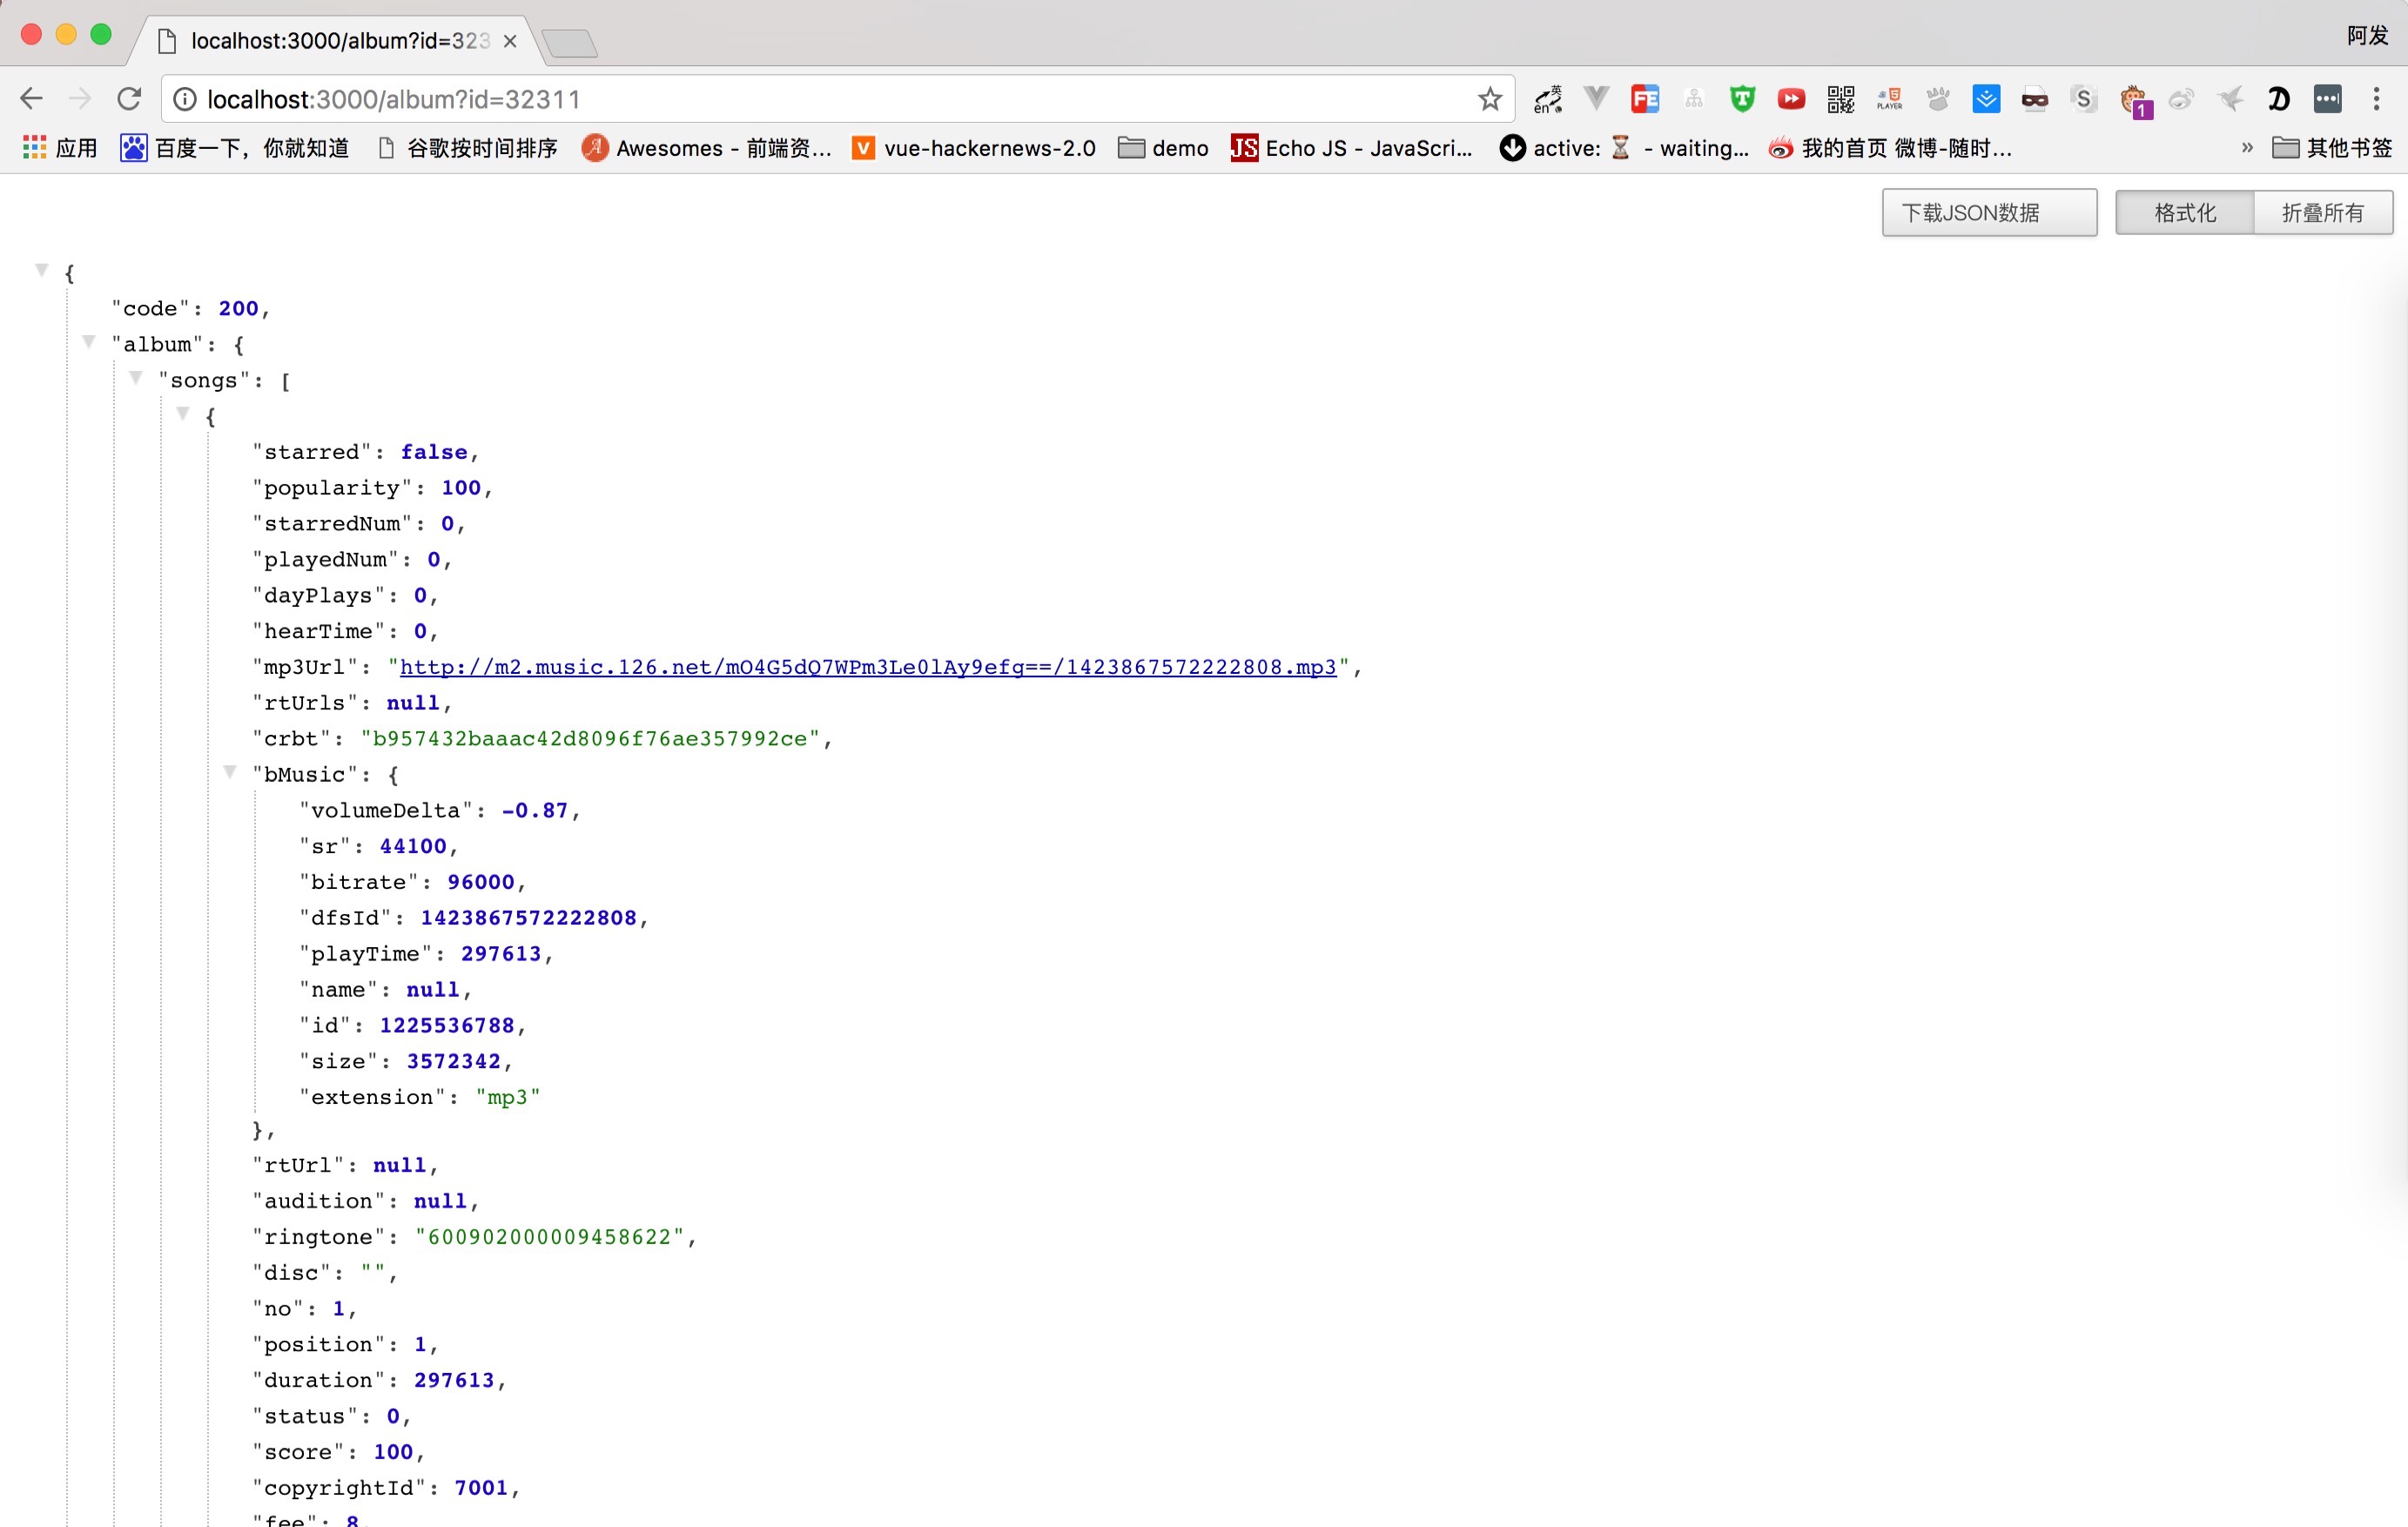 localhost:3000/album?id=323
阿发
localhost:3000/album?id=32311
英
en
FE
T
PLAYER
S
1
应用
百度一下，你就知道
谷歌按时间排序
Awesomes - 前端资...
V vue-hackernews-2.0
demo
JS Echo JS - JavaScri...
active: ⏳ - waiting...
我的首页 微博-随时...
»
其他书签
下载JSON数据
格式化
折叠所有
{
"code": 200,
"album": {
"songs": [
{
"starred": false,
"popularity": 100,
"starredNum": 0,
"playedNum": 0,
"dayPlays": 0,
"hearTime": 0,
"mp3Url": "http://m2.music.126.net/mO4G5dQ7WPm3Le0lAy9efg==/1423867572222808.mp3",
"rtUrls": null,
"crbt": "b957432baaac42d8096f76ae357992ce",
"bMusic": {
"volumeDelta": -0.87,
"sr": 44100,
"bitrate": 96000,
"dfsId": 1423867572222808,
"playTime": 297613,
"name": null,
"id": 1225536788,
"size": 3572342,
"extension": "mp3"
},
"rtUrl": null,
"audition": null,
"ringtone": "600902000009458622",
"disc": "",
"no": 1,
"position": 1,
"duration": 297613,
"status": 0,
"score": 100,
"copyrightId": 7001,
"fee": 8,